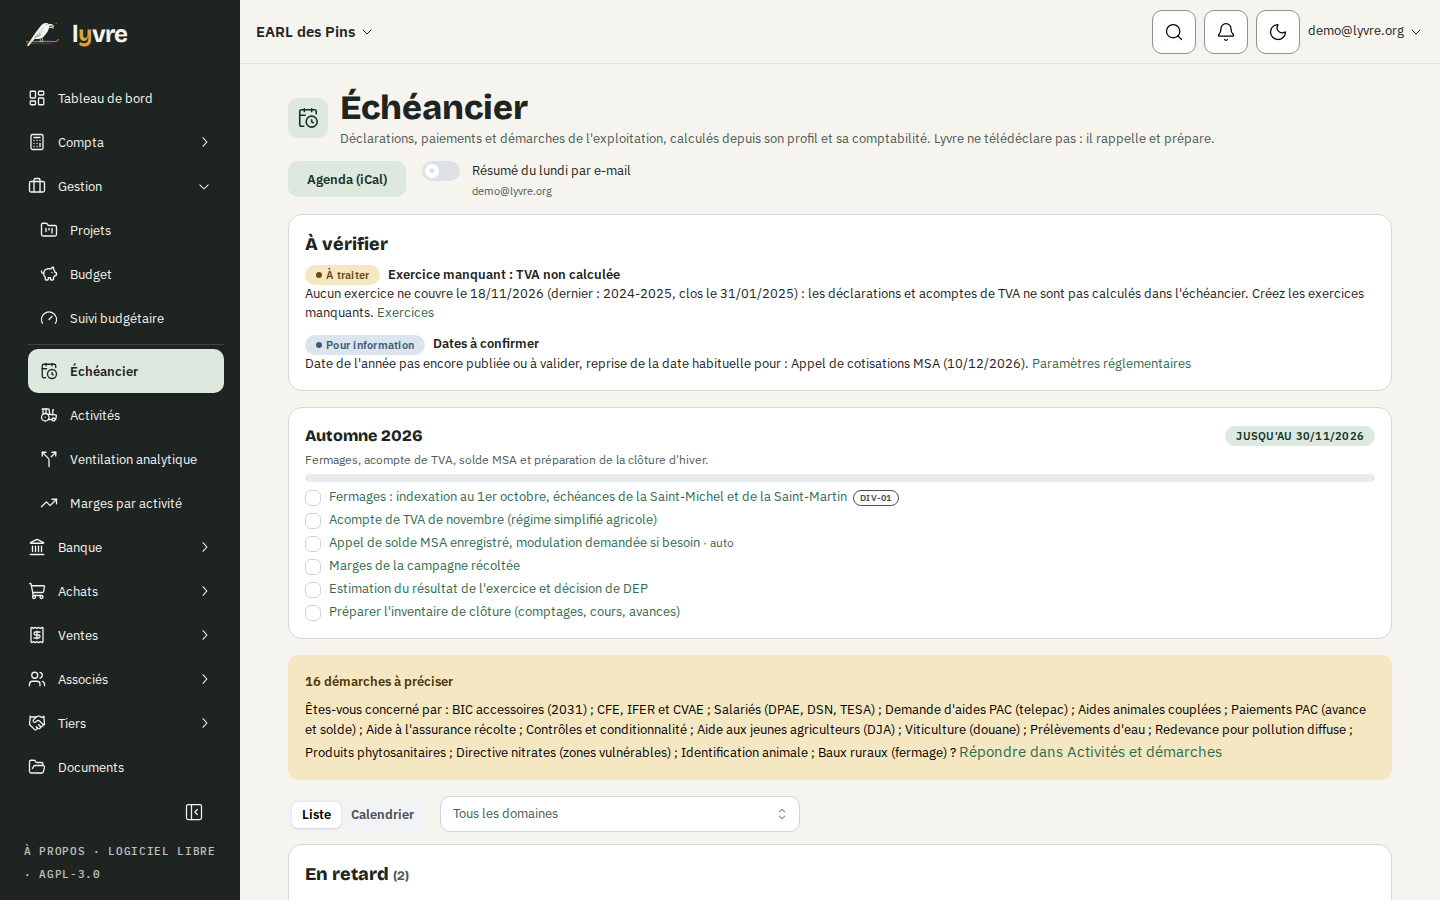 lyvre
EARL des Pins
demo@lyvre.org
Tableau de bord
Compta
Gestion
Projets
Budget
Suivi budgétaire
Échéancier
Activités
Ventilation analytique
Marges par activité
Banque
Achats
Ventes
Associés
Tiers
Documents
À PROPOS · LOGICIEL LIBRE
· AGPL-3.0
Échéancier
Déclarations, paiements et démarches de l'exploitation, calculés depuis son profil et sa comptabilité. Lyvre ne télédéclare pas : il rappelle et prépare.
Agenda (iCal)
Résumé du lundi par e-mail
demo@lyvre.org
À vérifier
À traiter Exercice manquant : TVA non calculée
Aucun exercice ne couvre le 18/11/2026 (dernier : 2024-2025, clos le 31/01/2025) : les déclarations et acomptes de TVA ne sont pas calculés dans l'échéancier. Créez les exercices
manquants. Exercices
Pour information Dates à confirmer
Date de l'année pas encore publiée ou à valider, reprise de la date habituelle pour : Appel de cotisations MSA (10/12/2026). Paramètres réglementaires
Automne 2026
JUSQU'AU 30/11/2026
Fermages, acompte de TVA, solde MSA et préparation de la clôture d'hiver.
Fermages : indexation au 1er octobre, échéances de la Saint-Michel et de la Saint-Martin DIV-01
Acompte de TVA de novembre (régime simplifié agricole)
Appel de solde MSA enregistré, modulation demandée si besoin · auto
Marges de la campagne récoltée
Estimation du résultat de l'exercice et décision de DEP
Préparer l'inventaire de clôture (comptages, cours, avances)
16 démarches à préciser
Êtes-vous concerné par : BIC accessoires (2031) ; CFE, IFER et CVAE ; Salariés (DPAE, DSN, TESA) ; Demande d'aides PAC (telepac) ; Aides animales couplées ; Paiements PAC (avance
et solde) ; Aide à l'assurance récolte ; Contrôles et conditionnalité ; Aide aux jeunes agriculteurs (DJA) ; Viticulture (douane) ; Prélèvements d'eau ; Redevance pour pollution diffuse ;
Produits phytosanitaires ; Directive nitrates (zones vulnérables) ; Identification animale ; Baux ruraux (fermage) ? Répondre dans Activités et démarches
Liste
Calendrier
Tous les domaines
En retard (2)